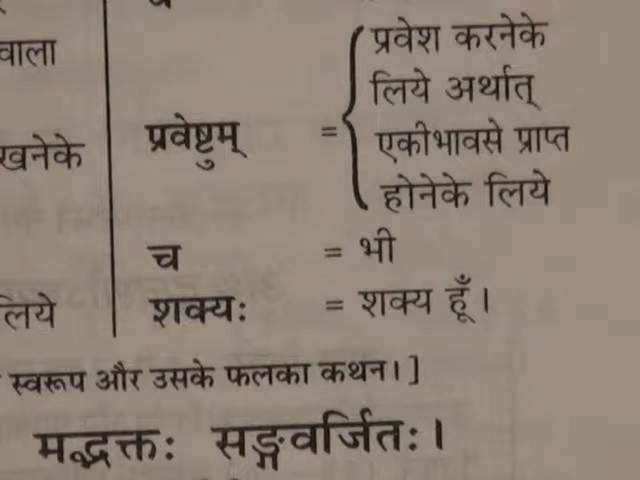 वाला
खनेके
लिये
प्रवेष्टुम् = { प्रवेश करनेके
लिये अर्थात्
एकीभावसे प्राप्त
होनेके लिये
च = भी
शक्यः = शक्य हूँ।
स्वरूप और उसके फलका कथन।]
मद्भक्तः सङ्गवर्जितः।